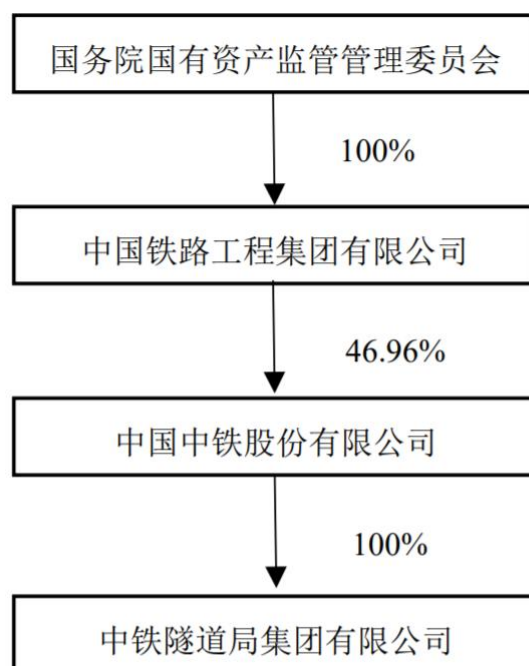 国务院国有资产监管管理委员会
100%
中国铁路工程集团有限公司
46.96%
中国中铁股份有限公司
100%
中铁隧道局集团有限公司